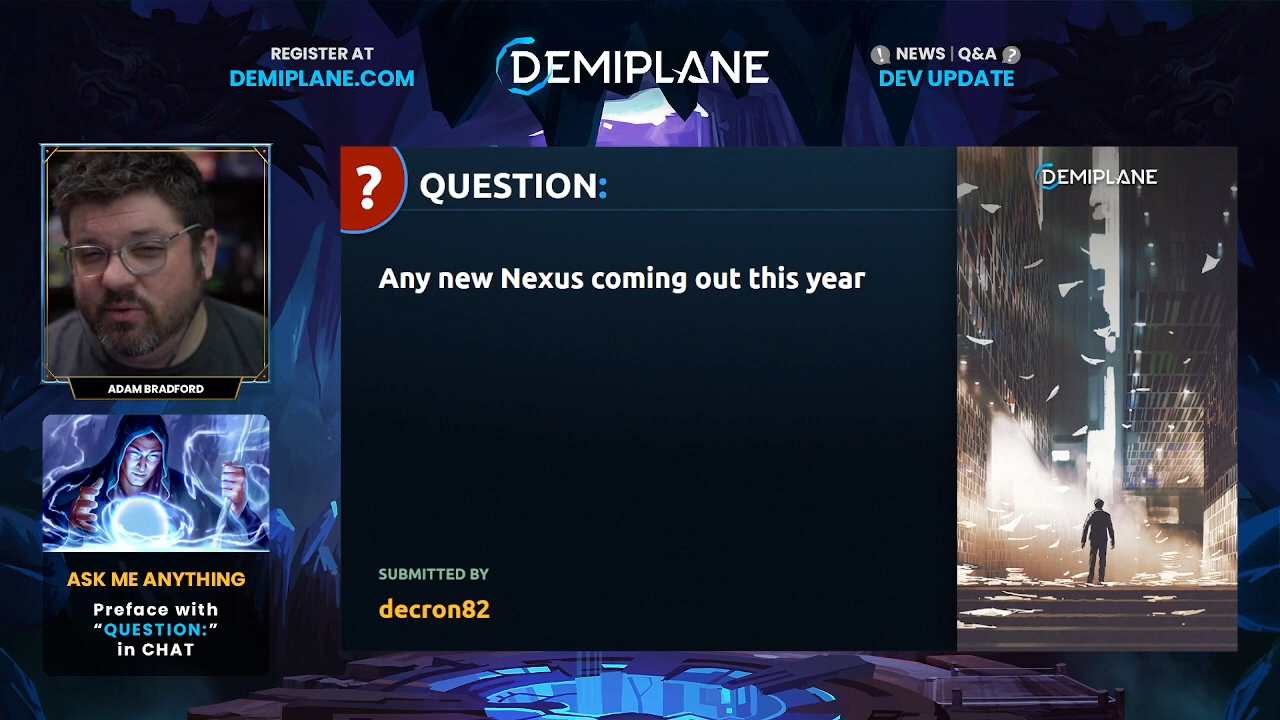 REGISTER AT
DEMIPLANE.COM
DEMIPLANE
! NEWS | Q&A ?
DEV UPDATE
ADAM BRADFORD
ASK ME ANYTHING
Preface with
“QUESTION:”
in CHAT
? QUESTION:
Any new Nexus coming out this year
SUBMITTED BY
decron82
DEMIPLANE